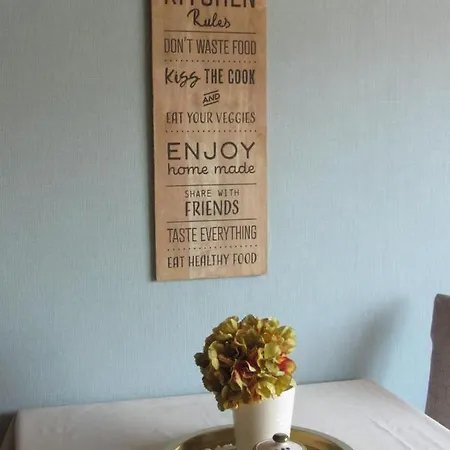 KITCHEN
Rules
DON'T WASTE FOOD
Kiss THE COOK
AND
EAT YOUR VEGGIES
ENJOY
home made
SHARE WITH
FRIENDS
TASTE EVERYTHING
EAT HEALTHY FOOD